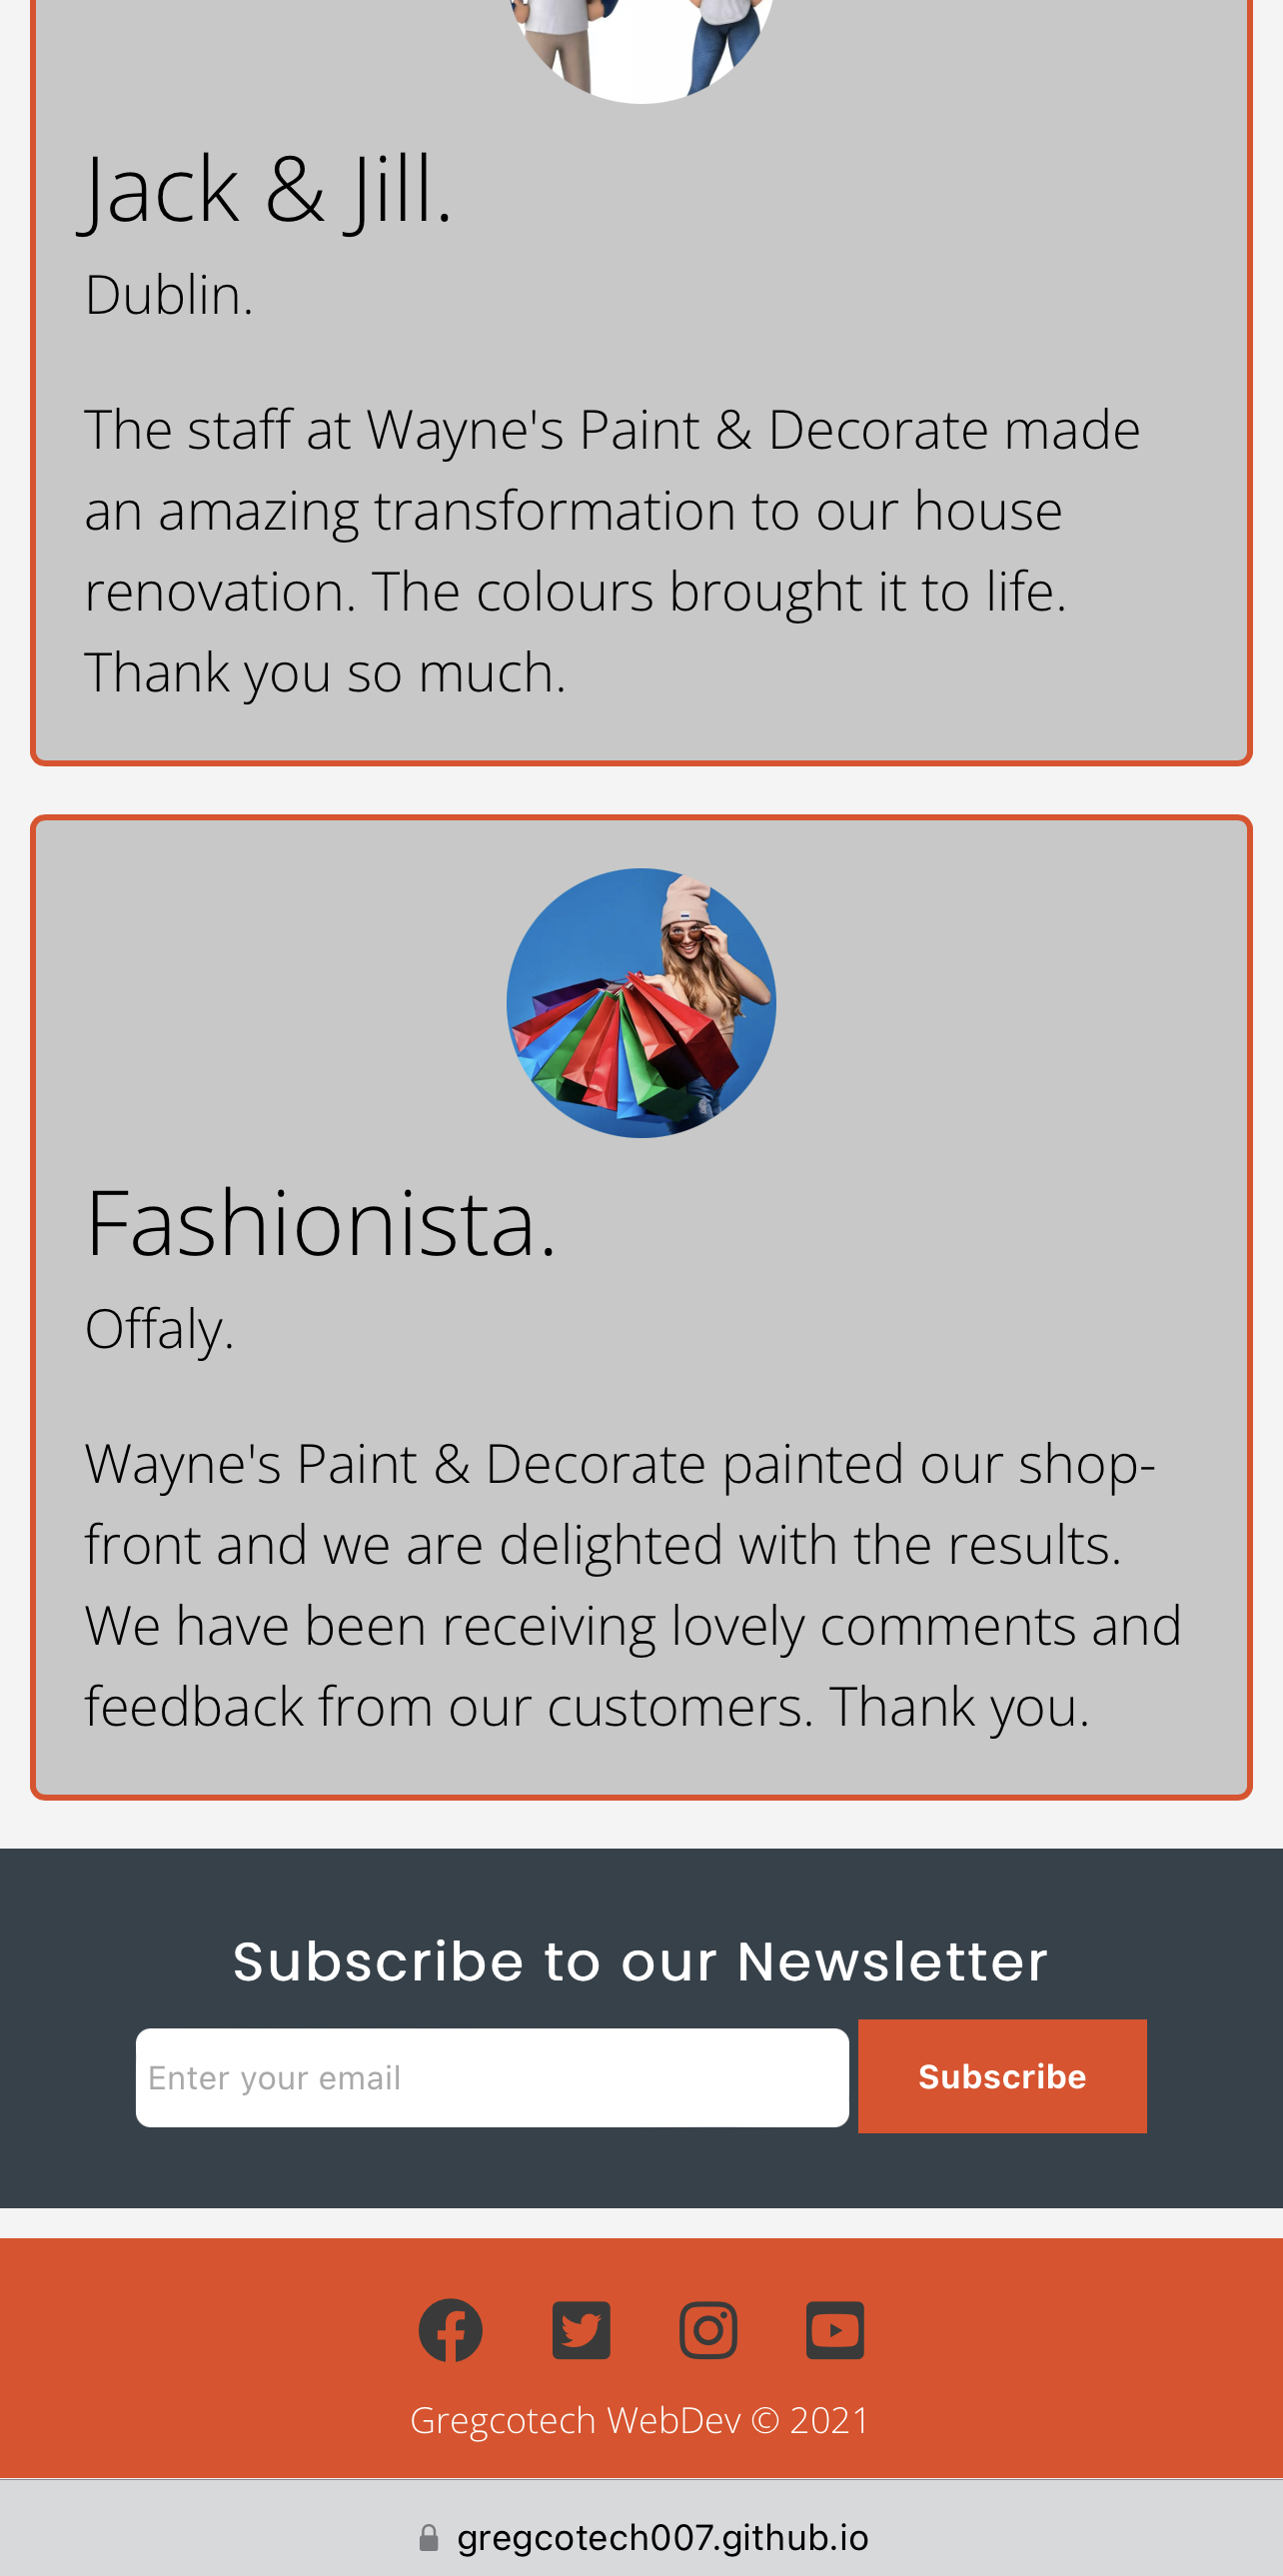 Jack & Jill.
Dublin.
The staff at Wayne's Paint & Decorate made
an amazing transformation to our house
renovation. The colours brought it to life.
Thank you so much.
Fashionista.
Offaly.
Wayne's Paint & Decorate painted our shop-
front and we are delighted with the results.
We have been receiving lovely comments and
feedback from our customers. Thank you.
Subscribe to our Newsletter
Enter your email
Subscribe
Gregcotech WebDev © 2021
gregcotech007.github.io